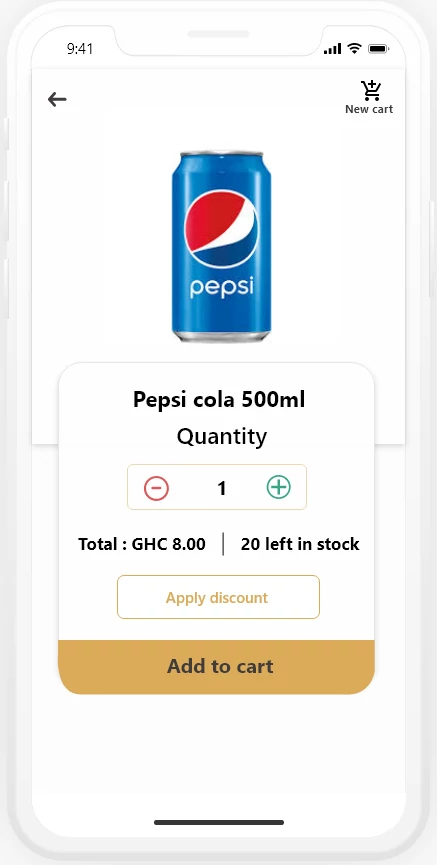 9:41
New cart
pepsi
Pepsi cola 500ml
Quantity
1
Total : GHC 8.00 | 20 left in stock
Apply discount
Add to cart